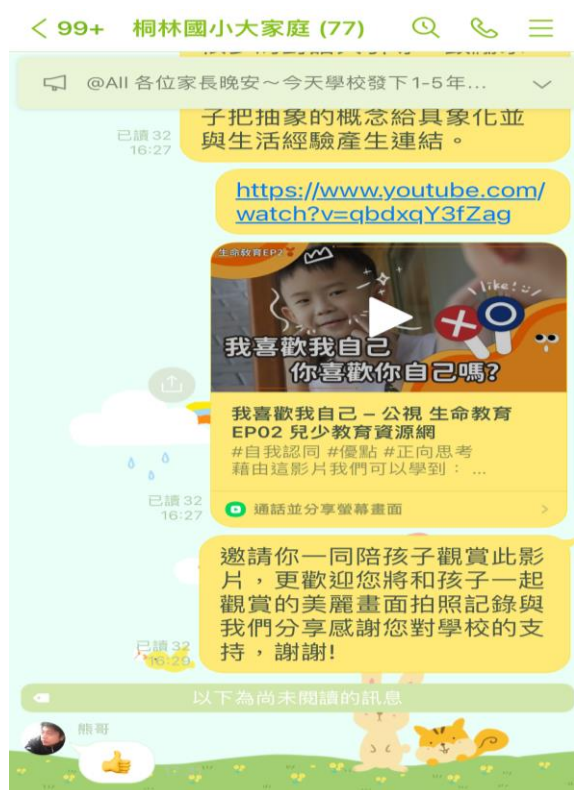 99+ 桐林國小大家庭 (77)
@All 各位家長晚安～今天學校發下1-5年...
子把抽象的概念給具象化並
與生活經驗產生連結。
已讀 32
16:27
https://www.youtube.com/
watch?v=qbdxqY3fZag
生命教育EP2
I like!
我喜歡我自己
你喜歡你自己嗎?
我喜歡我自己 – 公視 生命教育
EP02 兒少教育資源網
#自我認同 #優點 #正向思考
藉由這影片我們可以學到： ...
通話並分享螢幕畫面
已讀 32
16:27
邀請你一同陪孩子觀賞此影
片，更歡迎您將和孩子一起
觀賞的美麗畫面拍照記錄與
我們分享感謝您對學校的支
持，謝謝!
已讀 32
16:29
以下為尚未閱讀的訊息
熊哥